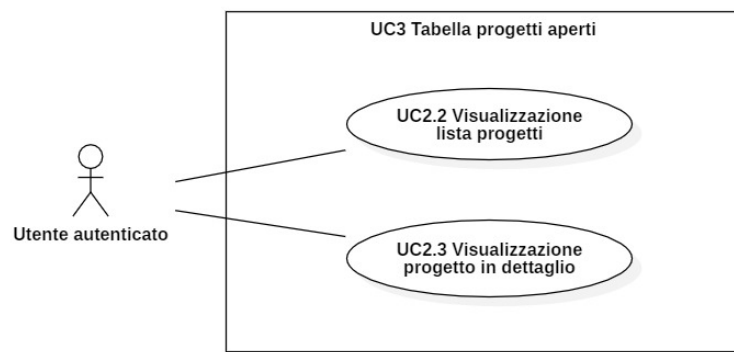 UC3 Tabella progetti aperti
UC2.2 Visualizzazione
lista progetti
Utente autenticato
UC2.3 Visualizzazione
progetto in dettaglio